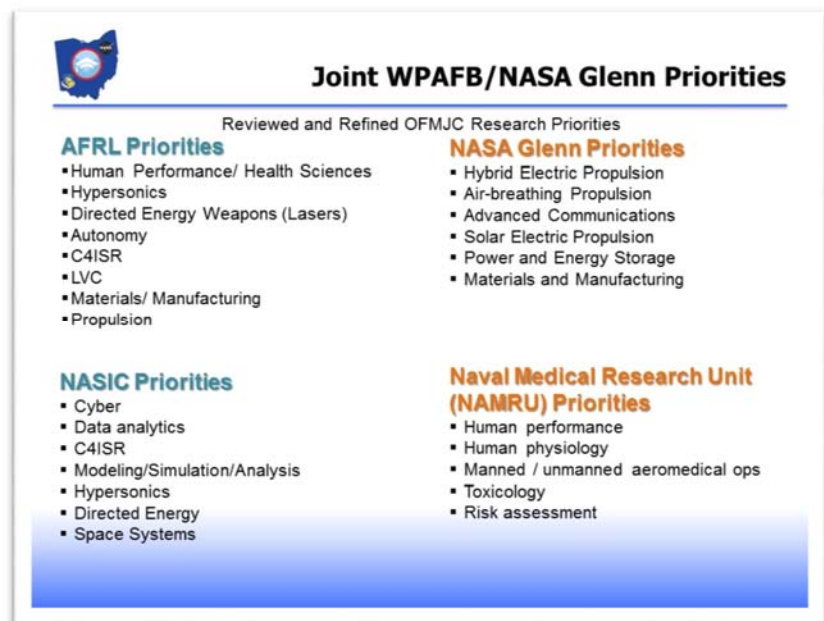 Joint WPAFB/NASA Glenn Priorities
Reviewed and Refined OFMJC Research Priorities
AFRL Priorities
▪Human Performance/ Health Sciences
▪Hypersonics
▪Directed Energy Weapons (Lasers)
▪Autonomy
▪C4ISR
▪LVC
▪Materials/ Manufacturing
▪Propulsion
NASA Glenn Priorities
▪ Hybrid Electric Propulsion
▪ Air-breathing Propulsion
▪ Advanced Communications
▪ Solar Electric Propulsion
▪ Power and Energy Storage
▪ Materials and Manufacturing
NASIC Priorities
▪ Cyber
▪ Data analytics
▪ C4ISR
▪ Modeling/Simulation/Analysis
▪ Hypersonics
▪ Directed Energy
▪ Space Systems
Naval Medical Research Unit
(NAMRU) Priorities
▪ Human performance
▪ Human physiology
▪ Manned / unmanned aeromedical ops
▪ Toxicology
▪ Risk assessment